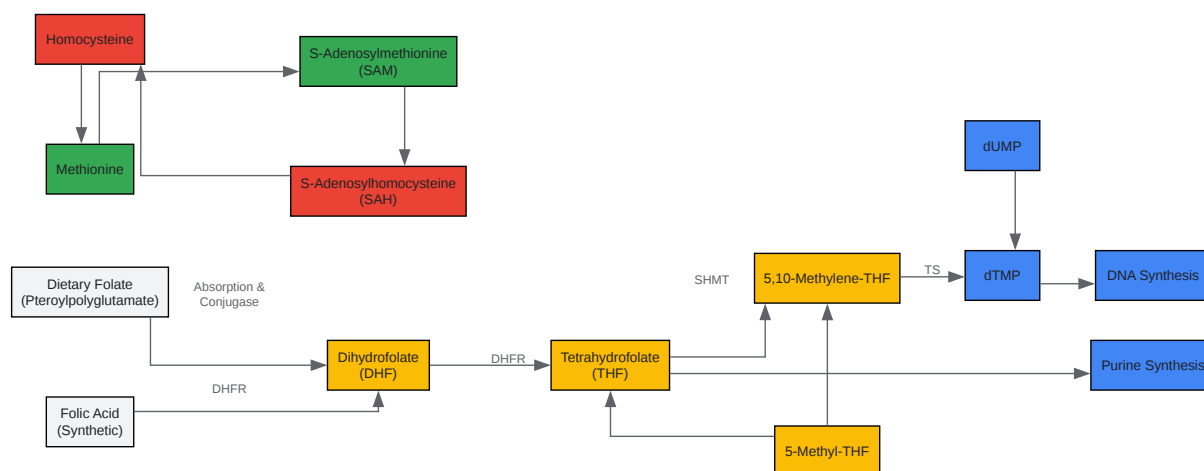 Homocysteine
S-Adenosylmethionine
(SAM)
Methionine
S-Adenosylhomocysteine
(SAH)
dUMP
Dietary Folate
(Pteroylpolyglutamate)
Absorption &
Conjugase
SHMT
5,10-Methylene-THF
TS
dTMP
DNA Synthesis
Dihydrofolate
(DHF)
DHFR
Tetrahydrofolate
(THF)
Purine Synthesis
DHFR
Folic Acid
(Synthetic)
5-Methyl-THF